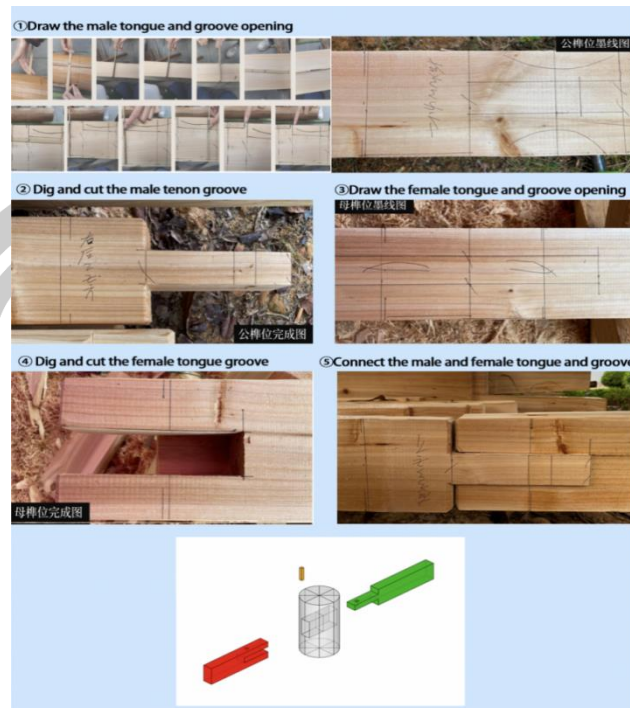 ①Draw the male tongue and groove opening
公榫位墨线图
② Dig and cut the male tenon groove
③Draw the female tongue and groove opening
公榫位完成图
母榫位墨线图
④ Dig and cut the female tongue groove
⑤Connect the male and female tongue and groove
母榫位完成图